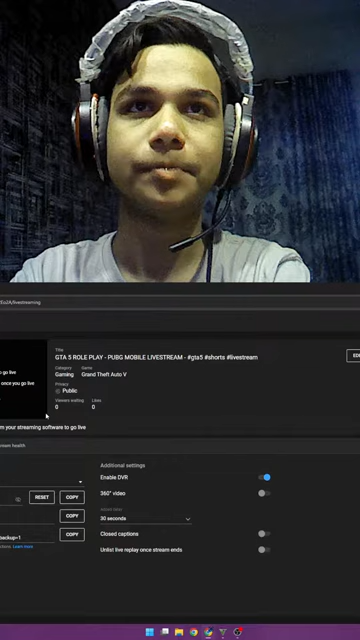 Eo2A/livestreaming
Title
GTA 5 ROLE PLAY - PUBG MOBILE LIVESTREAM - #gta5 #shorts #livestream
EDI
Category
Game
Gaming
Grand Theft Auto V
Privacy
Public
Viewers waiting
Likes
0
0
to go live
once you go live
m your streaming software to go live
ream health
Additional settings
Enable DVR
360° video
RESET
COPY
COPY
30 seconds
backup=1
COPY
Closed captions
Learn more
Unlist live replay once stream ends